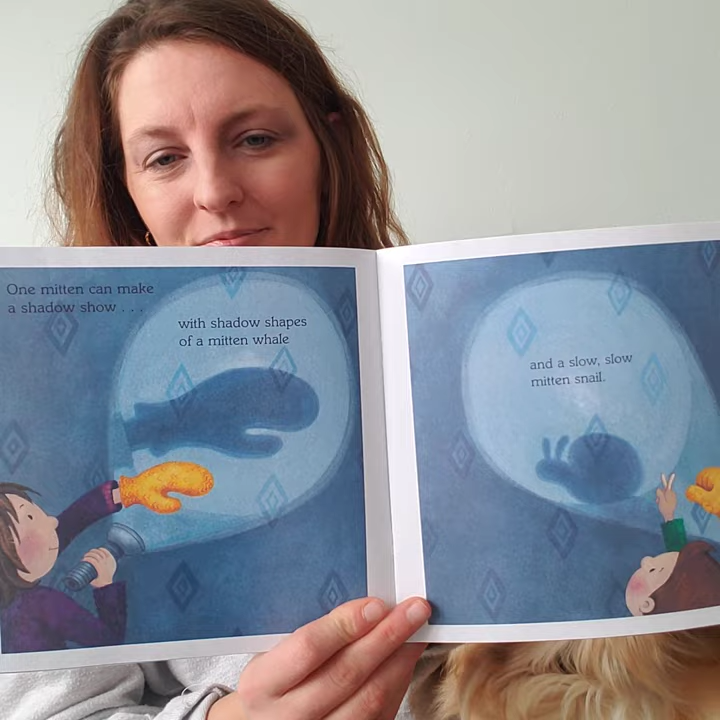 One mitten can make
a shadow show . . .
with shadow shapes
of a mitten whale
and a slow, slow
mitten snail.